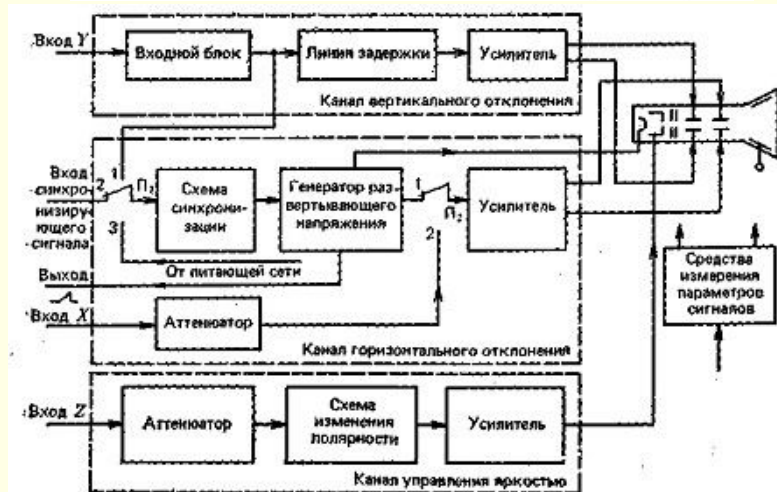 Вход Y
Входной блок
Линия задержки
Усилитель
Канал вертикального отклонения
Вход
синхро-
низирующего
сигнала
1
2
3
П₁
Схема
синхрони-
зации
Генератор раз-
вертывающего
напряжения
1
2
П₂
Усилитель
От питающей сети
Выход
Вход X
Аттенюатор
Канал горизонтального отклонения
Средства
измерения
параметров
сигналов
Вход Z
Аттенюатор
Схема
изменения
полярности
Усилитель
Канал управления яркостью